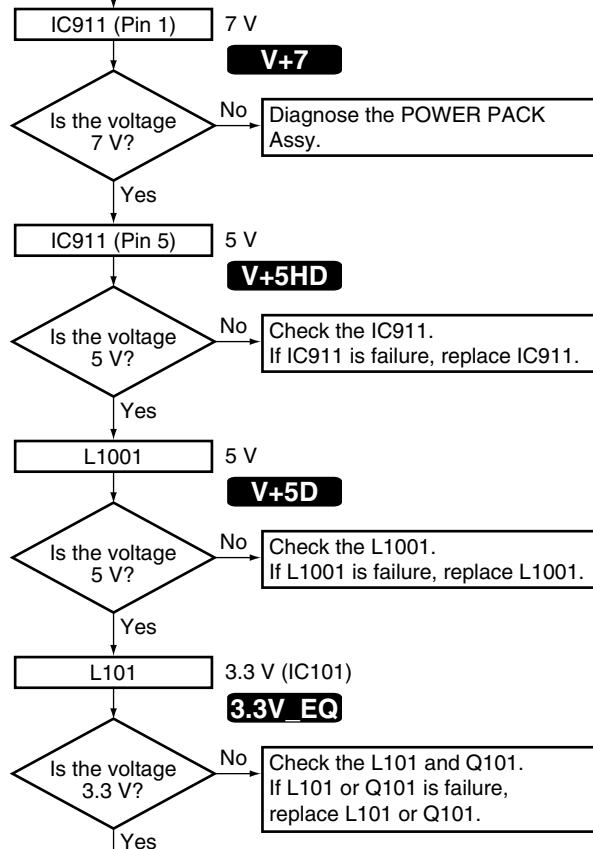 IC911 (Pin 1)
7 V
V+7
Is the voltage
7 V?
No
Diagnose the POWER PACK
Assy.
Yes
IC911 (Pin 5)
5 V
V+5HD
Is the voltage
5 V?
No
Check the IC911.
If IC911 is failure, replace IC911.
Yes
L1001
5 V
V+5D
Is the voltage
5 V?
No
Check the L1001.
If L1001 is failure, replace L1001.
Yes
L101
3.3 V (IC101)
3.3V_EQ
Is the voltage
3.3 V?
No
Check the L101 and Q101.
If L101 or Q101 is failure,
replace L101 or Q101.
Yes